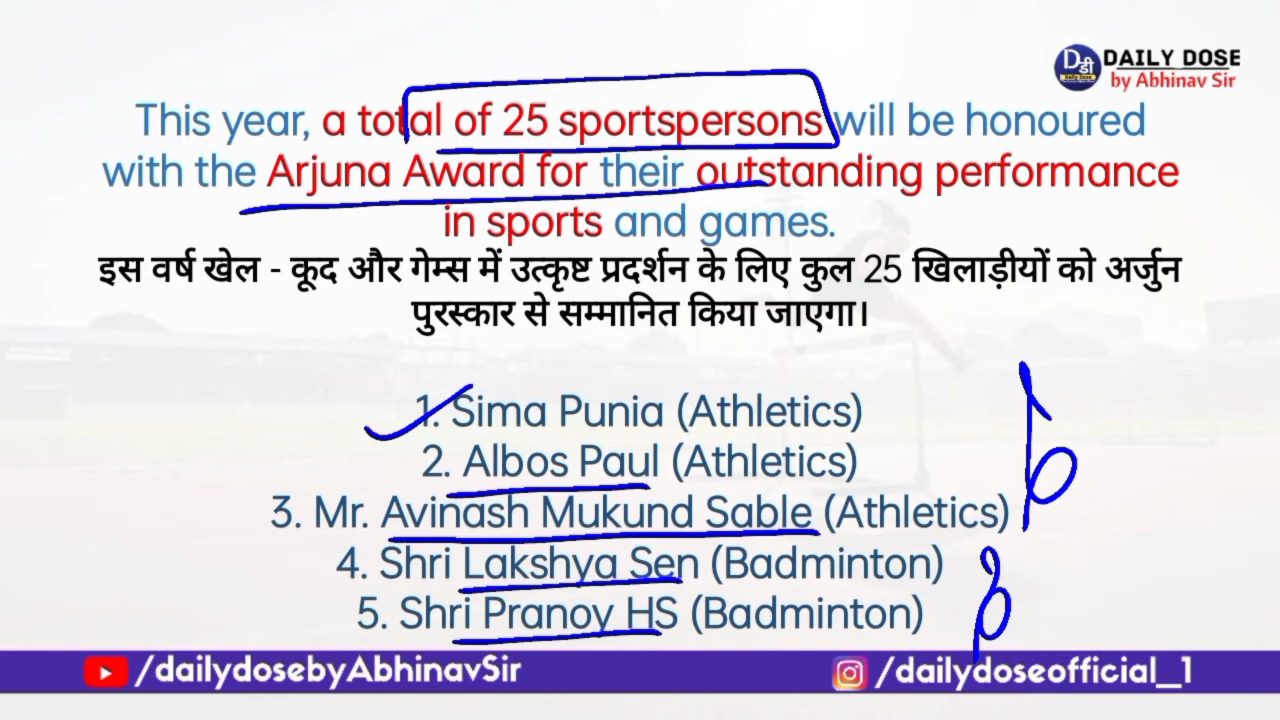 Dडी
Daily Dose
DAILY DOSE
by Abhinav Sir
This year, a total of 25 sportspersons will be honoured
with the Arjuna Award for their outstanding performance
in sports and games.
इस वर्ष खेल - कूद और गेम्स में उत्कृष्ट प्रदर्शन के लिए कुल 25 खिलाड़ीयों को अर्जुन
पुरस्कार से सम्मानित किया जाएगा।
1. Sima Punia (Athletics)
2. Albos Paul (Athletics)
3. Mr. Avinash Mukund Sable (Athletics)
4. Shri Lakshya Sen (Badminton)
5. Shri Pranoy HS (Badminton)
/dailydosebyAbhinavSir
/dailydoseofficial_1